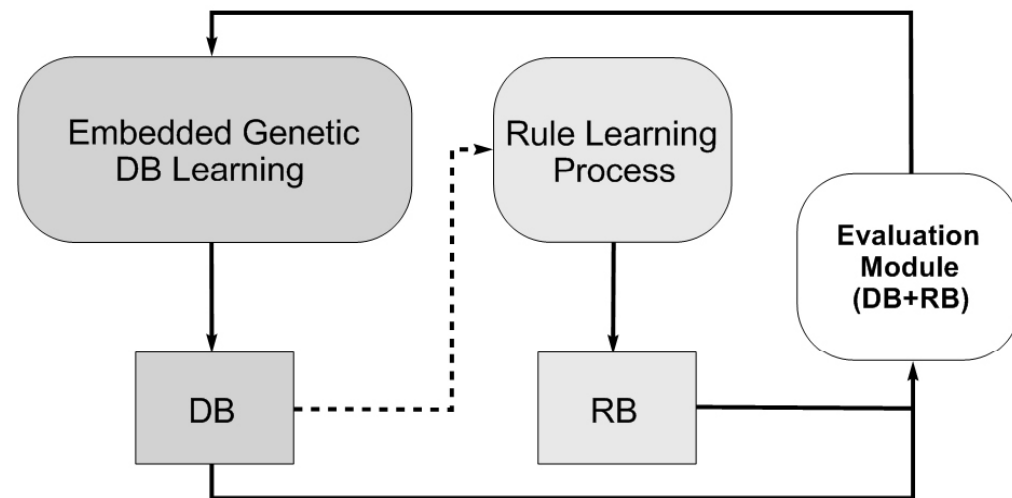 Embedded Genetic
DB Learning
Rule Learning
Process
Evaluation
Module
(DB+RB)
DB
RB